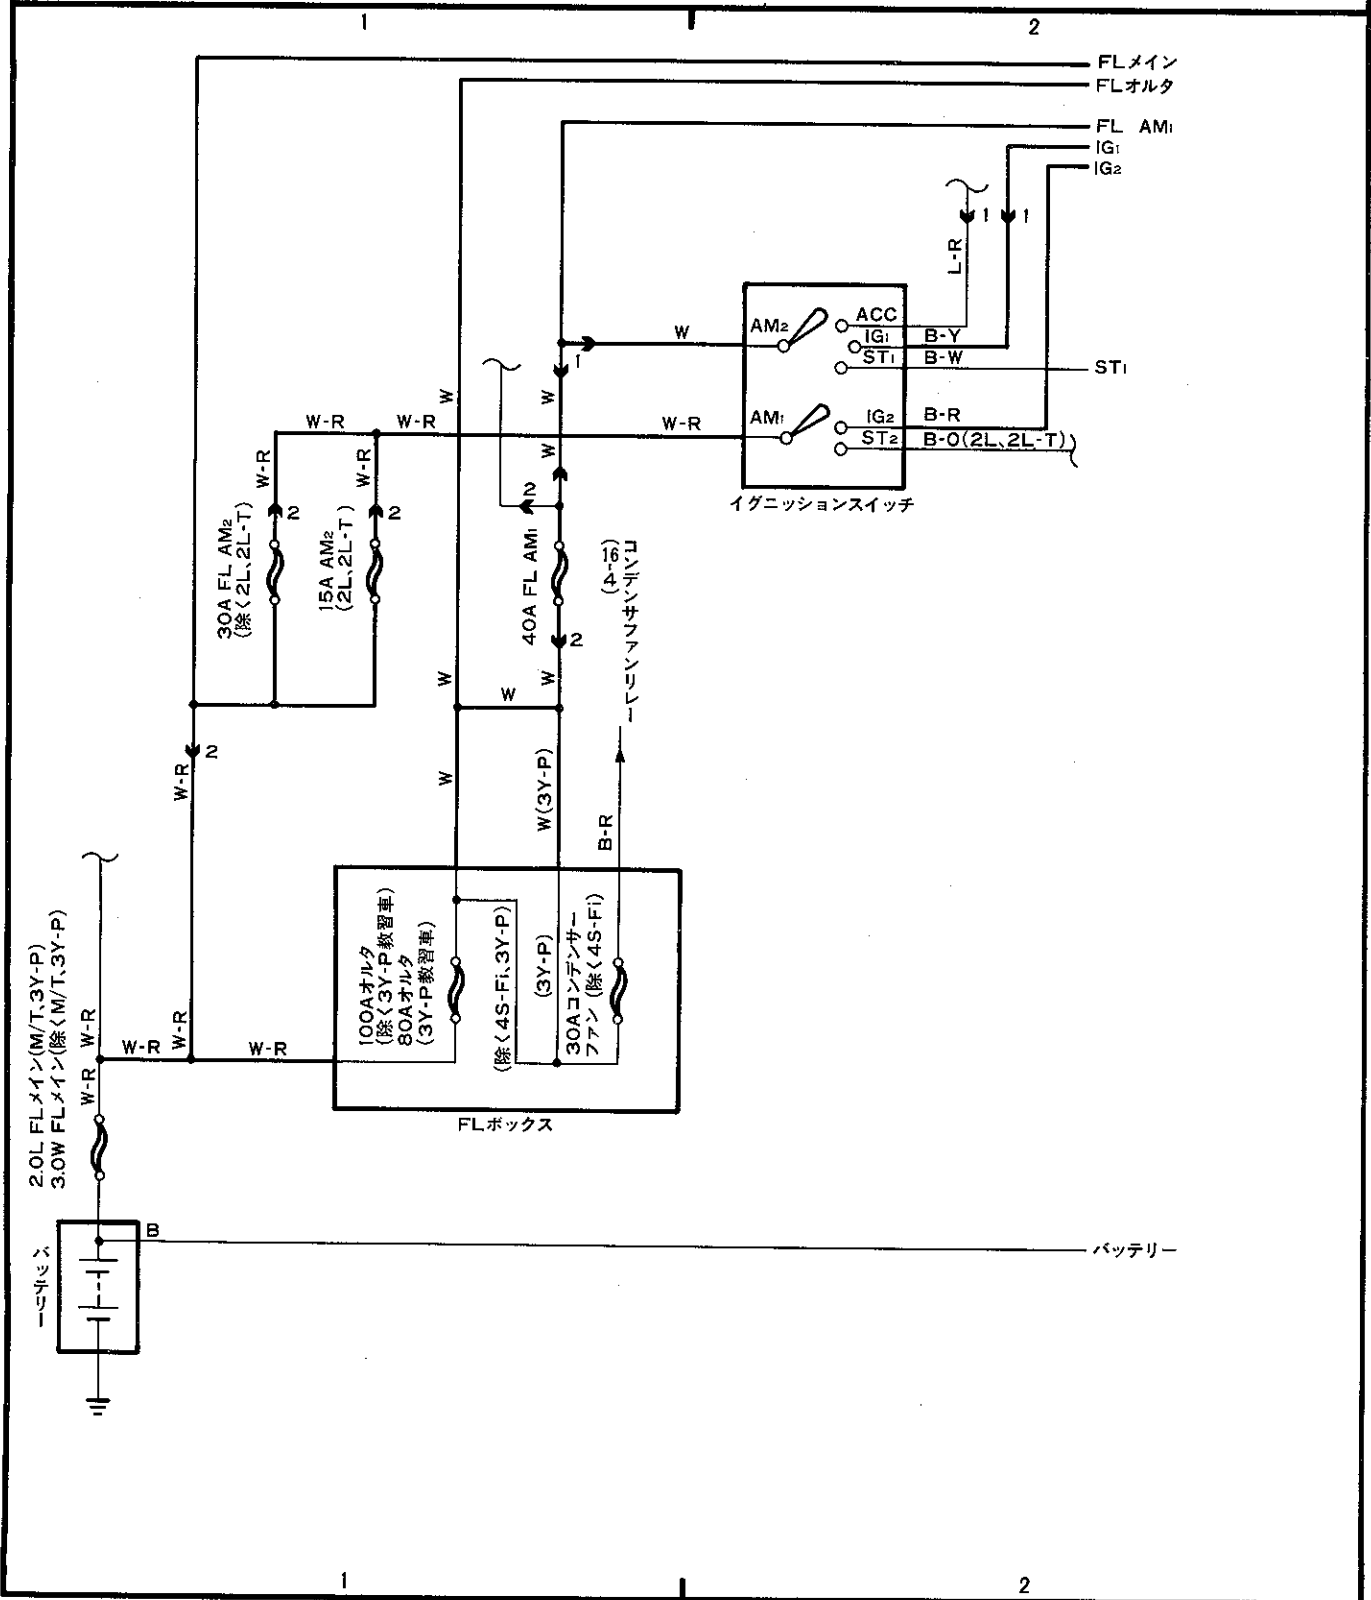 1
2
FLメイン
FLオルタ
FL AM1
IG1
IG2
1
1
L-R
AM2
ACC
IG1
ST1
B-Y
B-W
ST1
W
1
W
W
W-R
W-R
W-R
AM1
IG2
ST2
B-R
B-O(2L、2L-T)
W
イグニッションスイッチ
W-R
W-R
2
2
2
30A FL AM2
(除く2L、2L-T)
15A AM2
(2L、2L-T)
40A FL AM1
コンデンサファンリレー
(16-4)
2
W
W
W
2
W-R
W
W(3Y-P)
B-R
100Aオルタ
(除く3Y-P教習車)
80Aオルタ
(3Y-P教習車)
(除く4S-Fi、3Y-P)
(3Y-P)
30Aコンデンサー
ファン(除く4S-Fi)
W-R
W-R
W-R
W-R
W-R
2.0L FLメイン(M/T、3Y-P)
3.0W FLメイン(除くM/T、3Y-P)
FLボックス
B
バッテリー
バッテリー
1
2